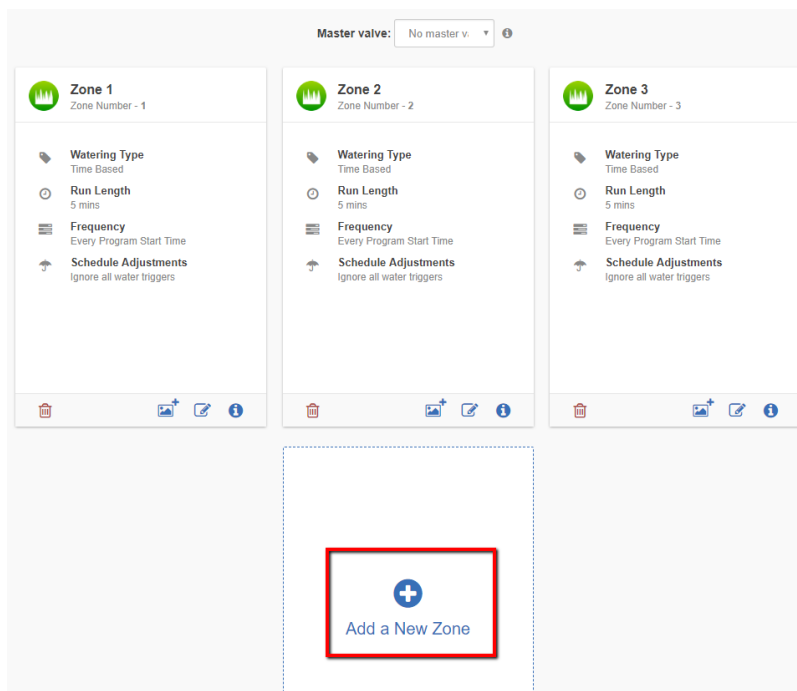 Master valve: No master v
Zone 1
Zone Number - 1
Watering Type
Time Based
Run Length
5 mins
Frequency
Every Program Start Time
Schedule Adjustments
Ignore all water triggers
Zone 2
Zone Number - 2
Watering Type
Time Based
Run Length
5 mins
Frequency
Every Program Start Time
Schedule Adjustments
Ignore all water triggers
Zone 3
Zone Number - 3
Watering Type
Time Based
Run Length
5 mins
Frequency
Every Program Start Time
Schedule Adjustments
Ignore all water triggers
Add a New Zone